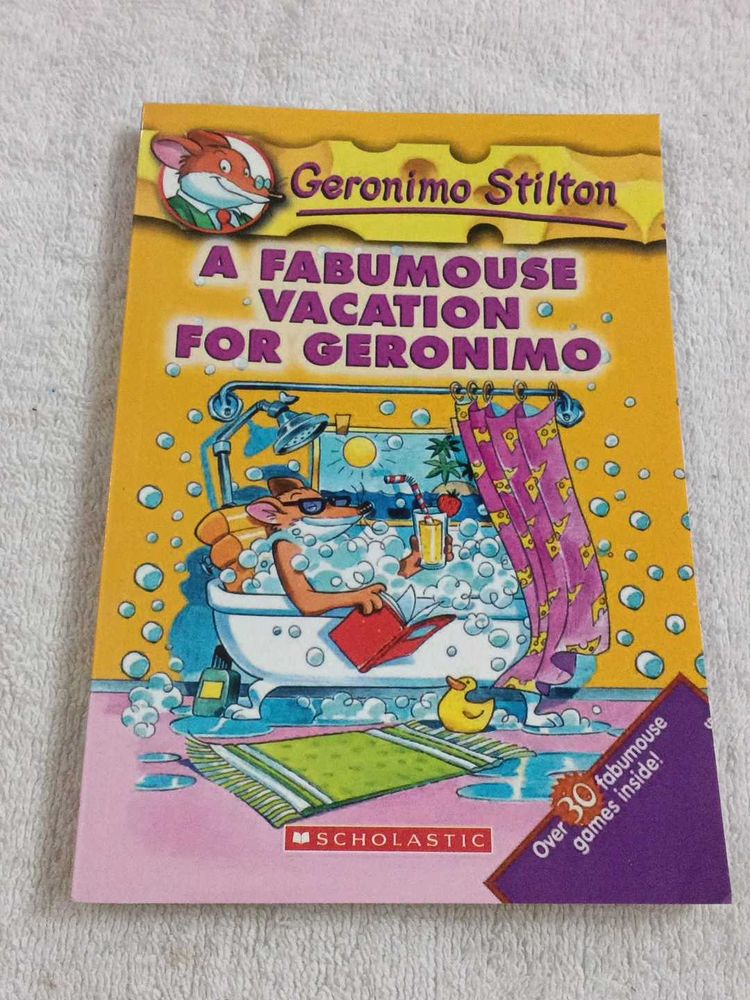 Geronimo Stilton
A FABUMOUSE
VACATION
FOR GERONIMO
Over 30 fabumouse
games inside!
SCHOLASTIC